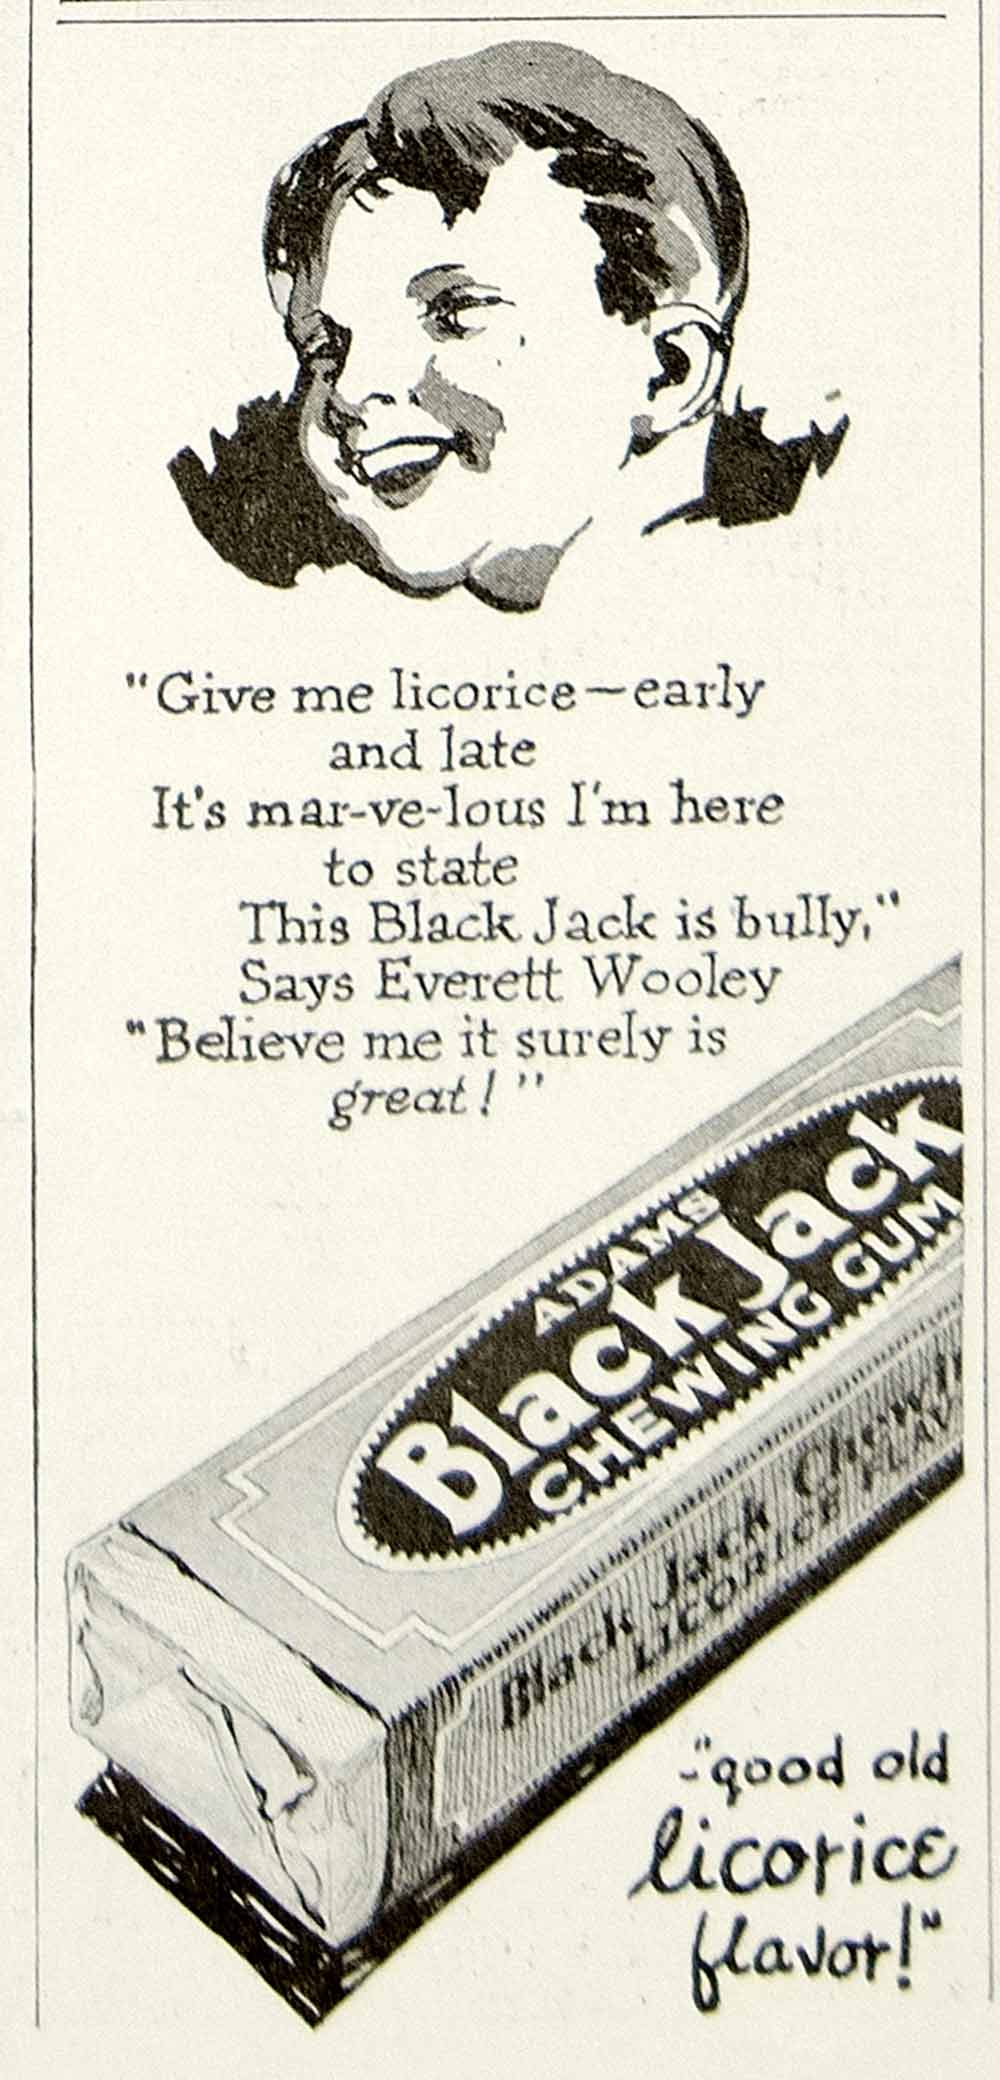 "Give me licorice—early
and late
It's mar-ve-lous I'm here
to state
This Black Jack is bully,"
Says Everett Wooley
"Believe me it surely is
great!"
ADAMS
Black Jack
CHEWING GUM
Black Jack Chewi
LICORICE FLAV
-"good old
licorice
flavor!"